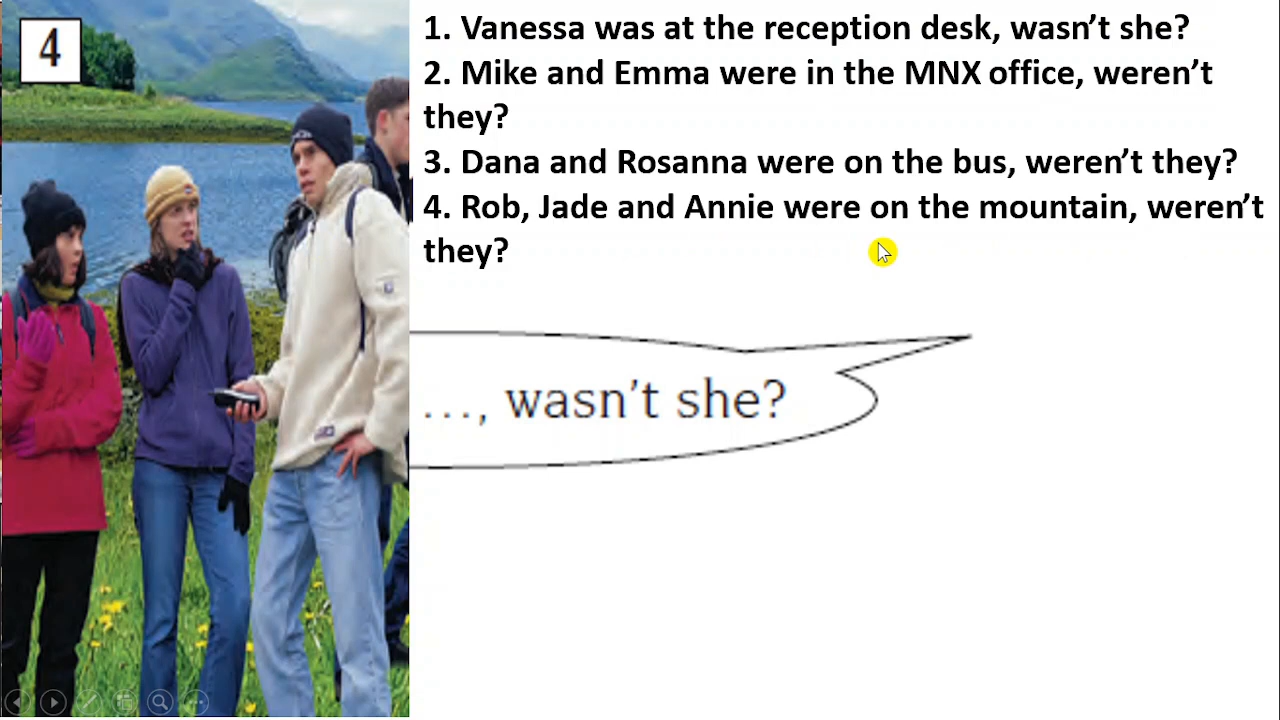 4
1. Vanessa was at the reception desk, wasn't she?
2. Mike and Emma were in the MNX office, weren't
they?
3. Dana and Rosanna were on the bus, weren't they?
4. Rob, Jade and Annie were on the mountain, weren't
they?
..., wasn't she?